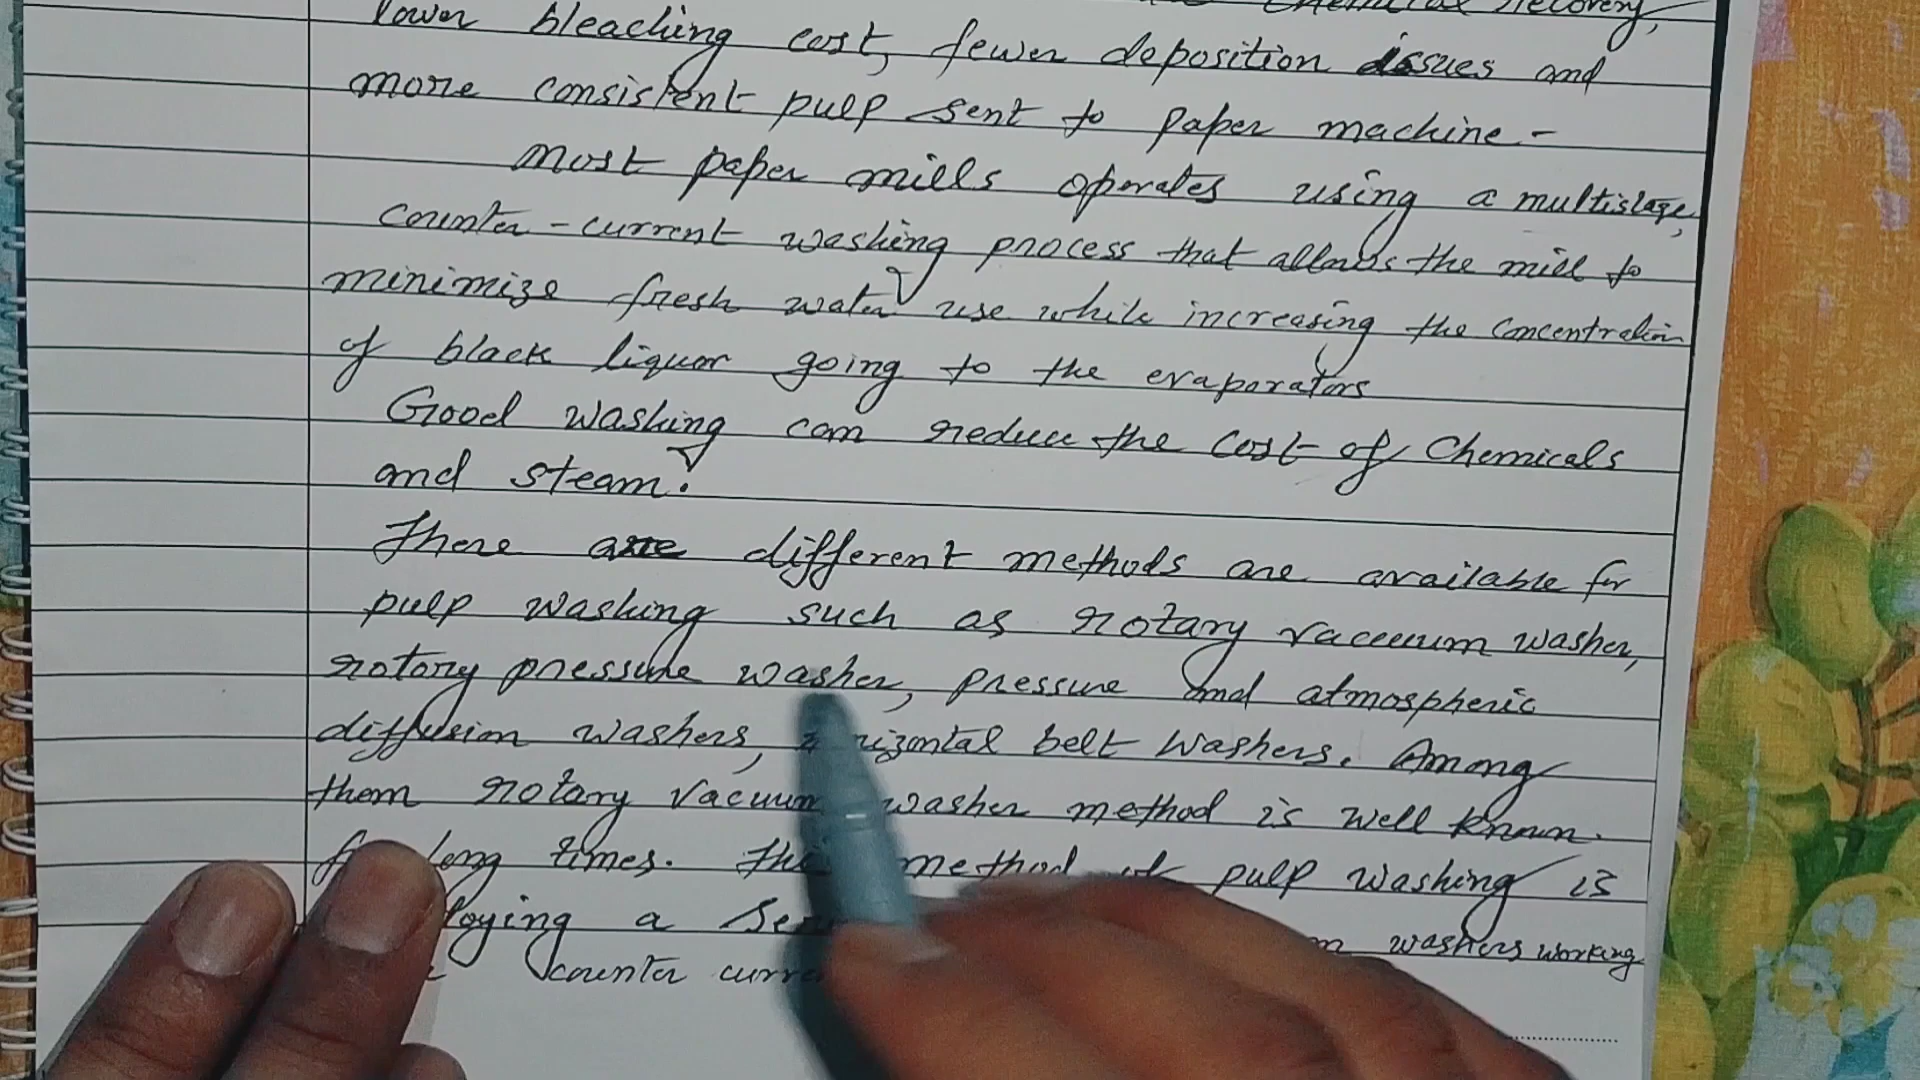 Chemical recovery,
lower bleaching cost, fewer deposition issues and
more consistent pulp sent to paper machine -
most paper mills operates using a multistage,
counter-current washing process that allows the mill to
minimize fresh water use while increasing the concentration
of black liquor going to the evaporators
Good washing can reduce the cost of Chemicals
and steam.
There are different methods are available for
pulp washing such as rotary vacuum washer,
rotary pressure washer, pressure and atmospheric
diffusion washers, belt washers. Among
them rotary vacuum washer method is well known.
long times. method of pulp washing is
a washers working
counter